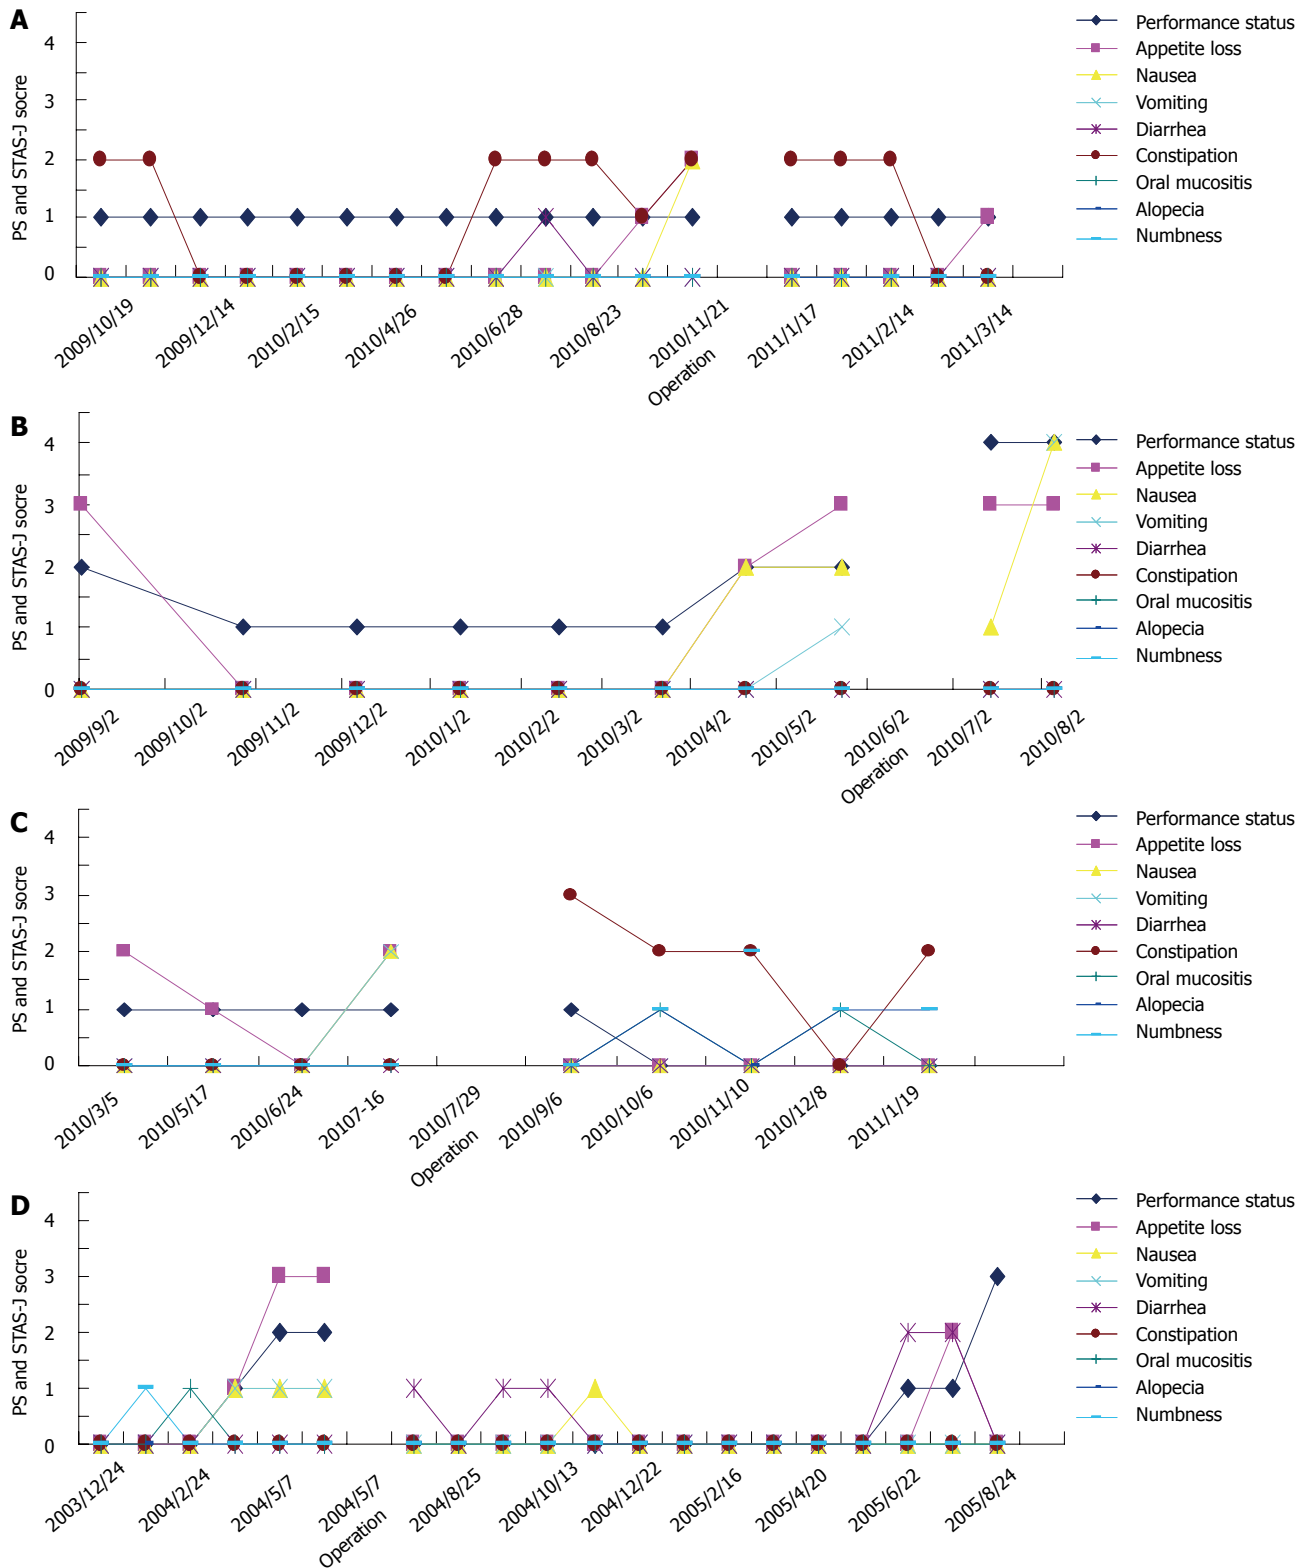 A
PS and STAS-J socre
4
3
2
1
0
2009/10/19
2009/12/14
2010/2/15
2010/4/26
2010/6/28
2010/8/23
2010/11/21
Operation
2011/1/17
2011/2/14
2011/3/14
Performance status
Appetite loss
Nausea
Vomiting
Diarrhea
Constipation
Oral mucositis
Alopecia
Numbness
B
PS and STAS-J socre
4
3
2
1
0
2009/9/2
2009/10/2
2009/11/2
2009/12/2
2010/1/2
2010/2/2
2010/3/2
2010/4/2
2010/5/2
2010/6/2
Operation
2010/7/2
2010/8/2
Performance status
Appetite loss
Nausea
Vomiting
Diarrhea
Constipation
Oral mucositis
Alopecia
Numbness
C
PS and STAS-J socre
4
3
2
1
0
2010/3/5
2010/5/17
2010/6/24
20107-16
2010/7/29
Operation
2010/9/6
2010/10/6
2010/11/10
2010/12/8
2011/1/19
Performance status
Appetite loss
Nausea
Vomiting
Diarrhea
Constipation
Oral mucositis
Alopecia
Numbness
D
PS and STAS-J socre
4
3
2
1
0
2003/12/24
2004/2/24
2004/5/7
2004/5/7
Operation
2004/8/25
2004/10/13
2004/12/22
2005/2/16
2005/4/20
2005/6/22
2005/8/24
Performance status
Appetite loss
Nausea
Vomiting
Diarrhea
Constipation
Oral mucositis
Alopecia
Numbness